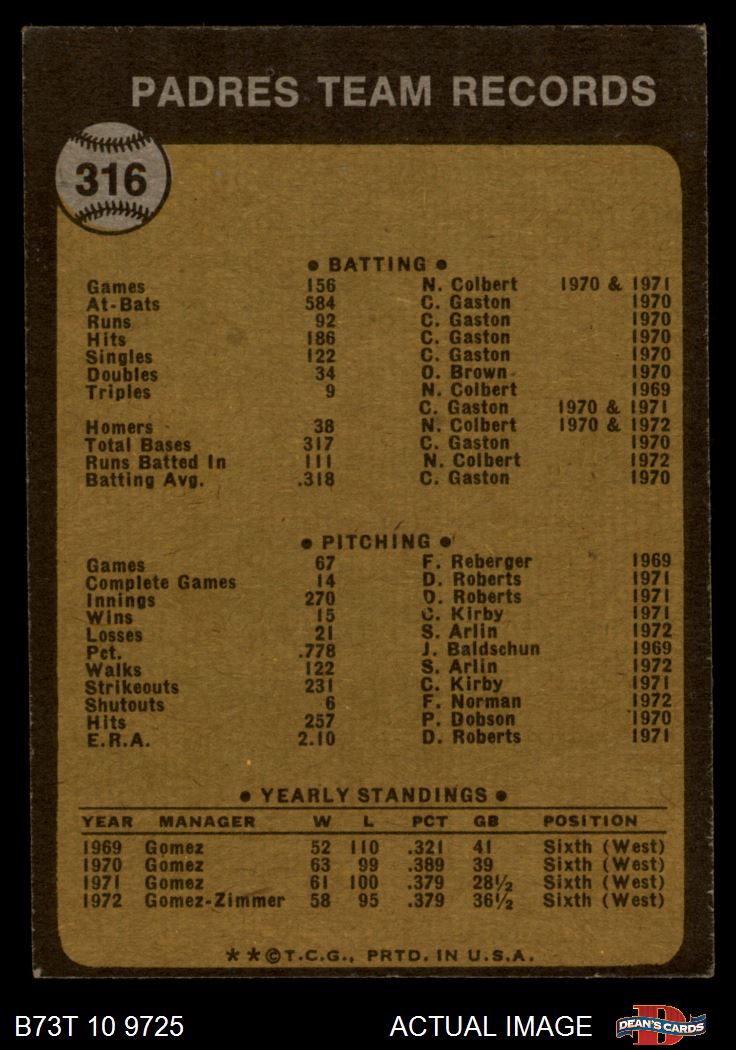 PADRES TEAM RECORDS
316
• BATTING •
Games 156 N. Colbert 1970 & 1971
At-Bats 584 C. Gaston 1970
Runs 92 C. Gaston 1970
Hits 186 C. Gaston 1970
Singles 122 C. Gaston 1970
Doubles 34 O. Brown 1970
Triples 9 N. Colbert 1969
C. Gaston 1970 & 1971
Homers 38 N. Colbert 1970 & 1972
Total Bases 317 C. Gaston 1970
Runs Batted In 111 N. Colbert 1972
Batting Avg. .318 C. Gaston 1970
• PITCHING •
Games 67 F. Reberger 1969
Complete Games 14 D. Roberts 1971
Innings 270 D. Roberts 1971
Wins 15 C. Kirby 1971
Losses 21 S. Arlin 1972
Pct. .778 J. Baldschun 1969
Walks 122 S. Arlin 1972
Strikeouts 231 C. Kirby 1971
Shutouts 6 F. Norman 1972
Hits 257 P. Dobson 1970
E.R.A. 2.10 D. Roberts 1971
• YEARLY STANDINGS •
YEAR MANAGER W L PCT GB POSITION
1969 Gomez 52 110 .321 41 Sixth (West)
1970 Gomez 63 99 .389 39 Sixth (West)
1971 Gomez 61 100 .379 28½ Sixth (West)
1972 Gomez-Zimmer 58 95 .379 36½ Sixth (West)
* * © T.C.G., PRTD. IN U.S.A.
B73T 10 9725 ACTUAL IMAGE D DEAN'S CARDS